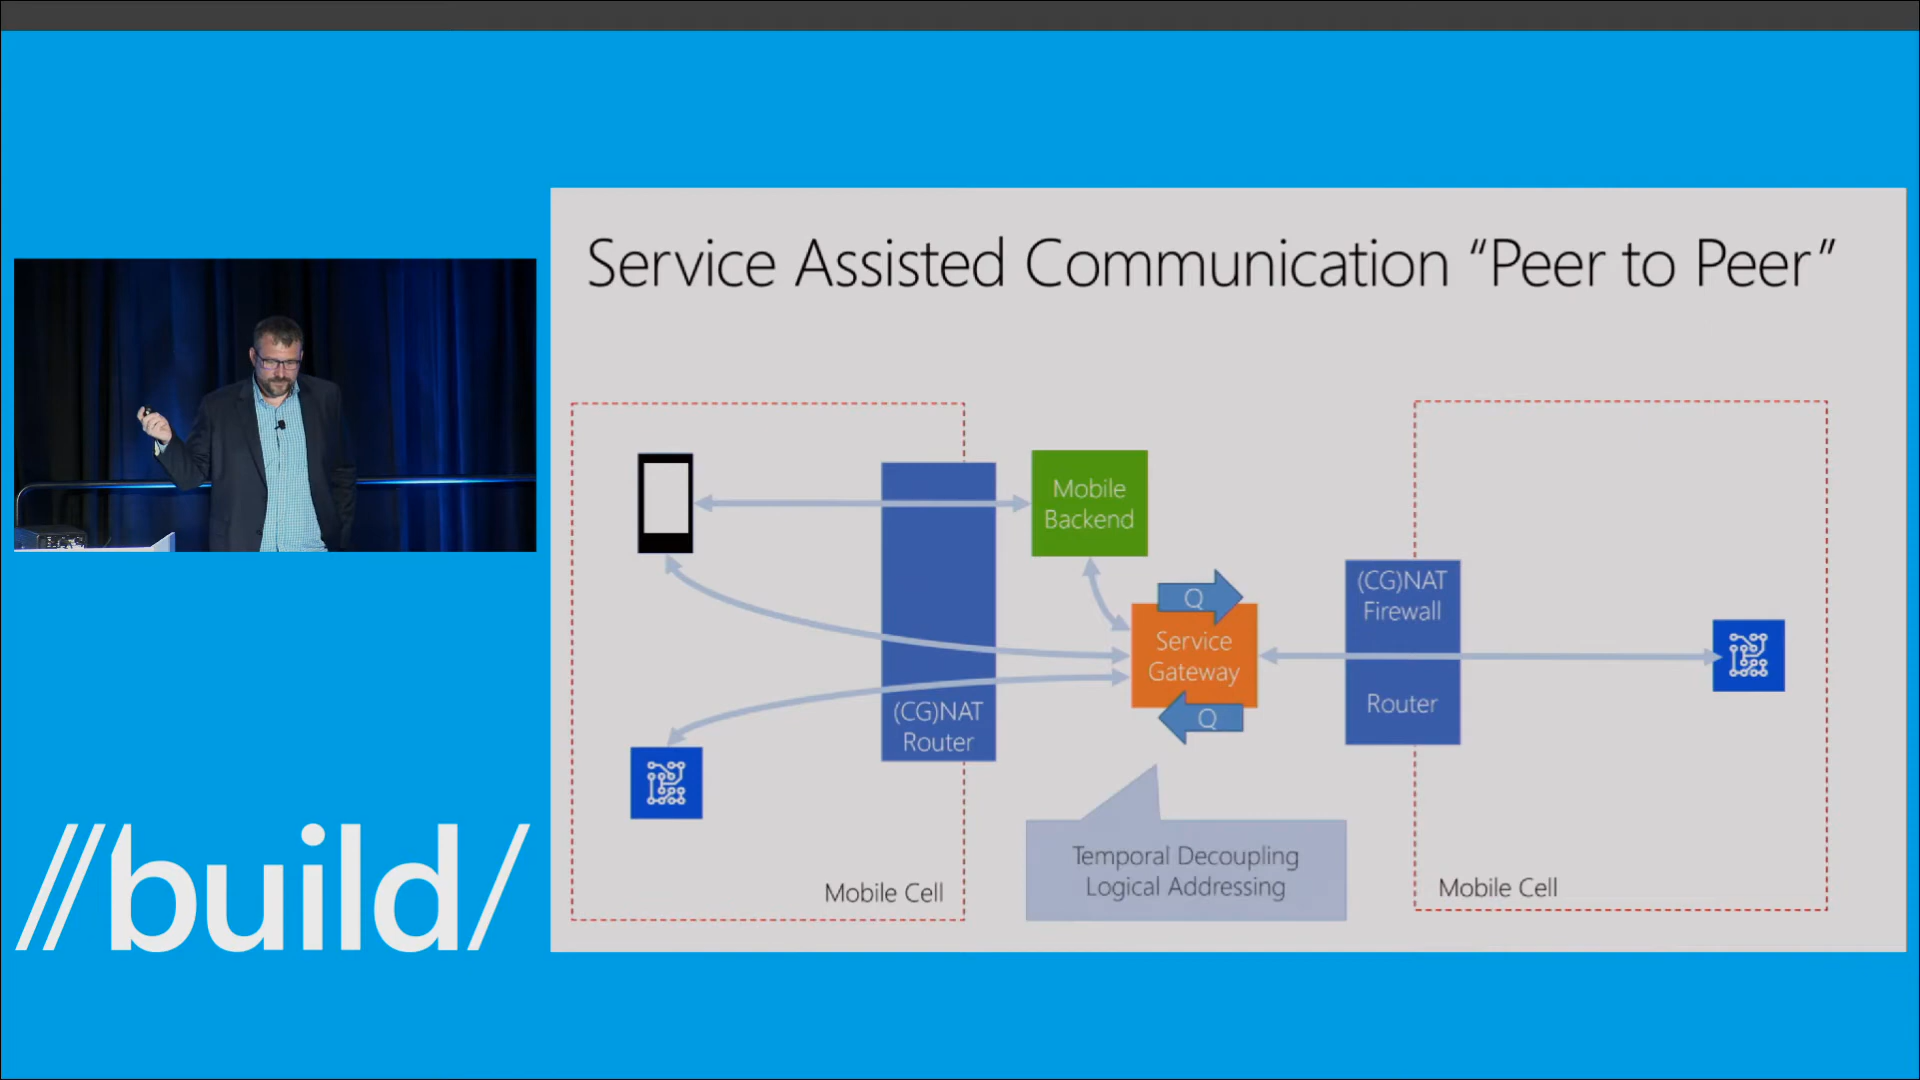 Service Assisted Communication “Peer to Peer”
Mobile
Backend
Q
Service
Gateway
Q
(CG)NAT
Router
(CG)NAT
Firewall
Router
Temporal Decoupling
Logical Addressing
Mobile Cell
Mobile Cell
//build/